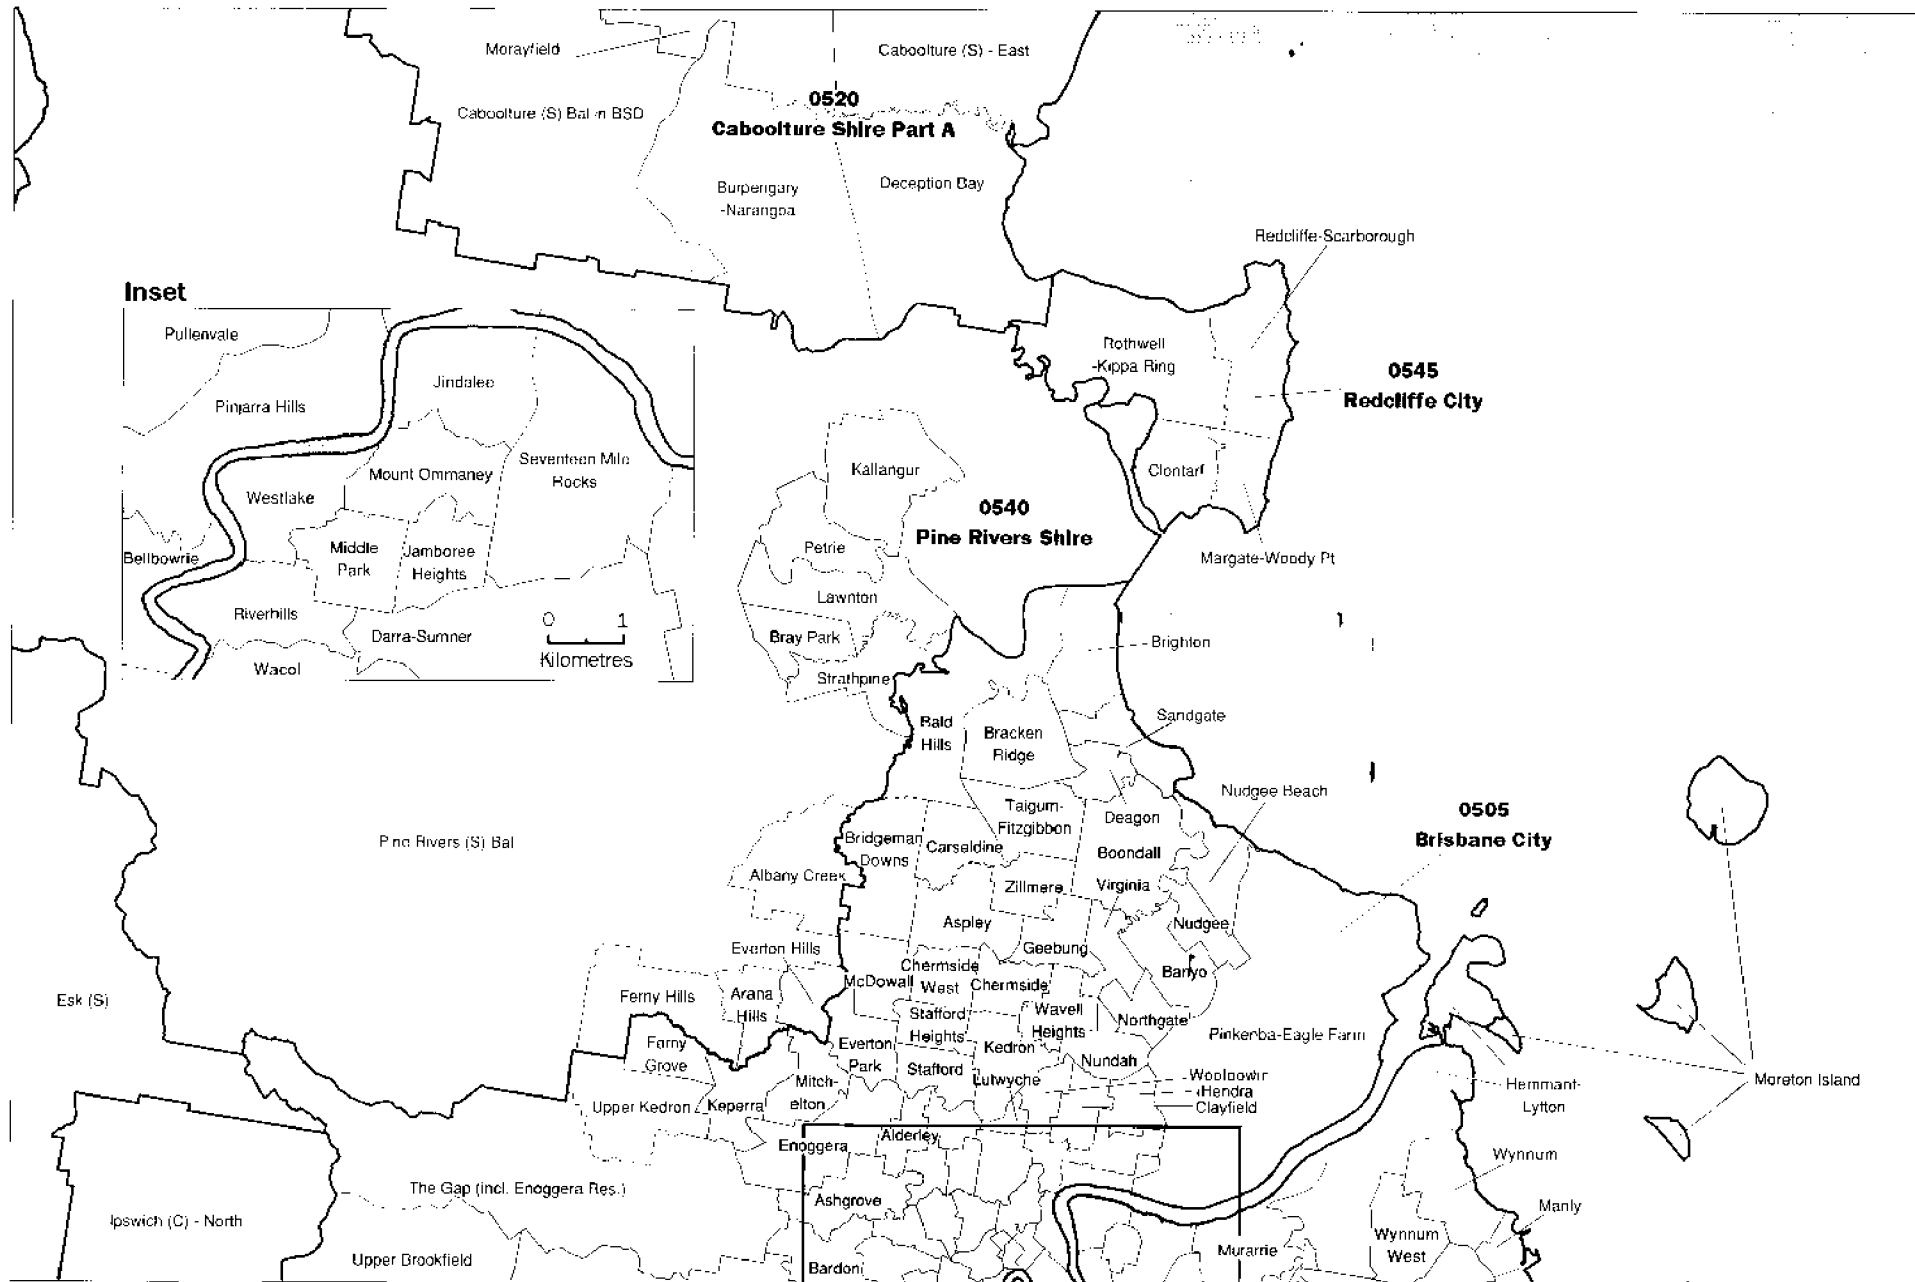 Morayfield
Caboolture (S) - East
0520
Caboolture Shire Part A
Caboolture (S) Bal in BSD
Burpengary
-Narangba
Deception Bay
Redcliffe-Scarborough
Inset
Pullenvale
Jindalee
Pinjarra Hills
Seventeen Mile
Rocks
Mount Ommaney
Westlake
Middle
Park
Jamboree
Heights
Bellbowrie
Riverhills
Darra-Sumner
Wacol
0 1
Kilometres
Rothwell
-Kippa Ring
0545
Redcliffe City
Clontarf
Margate-Woody Pt
Kallangur
0540
Pine Rivers Shire
Petrie
Lawnton
Bray Park
Strathpine
Brighton
Sandgate
Bald
Hills
Bracken
Ridge
Nudgee Beach
Taigum-
Fitzgibbon
Deagon
0505
Brisbane City
Pine Rivers (S) Bal
Bridgeman
Downs
Carseldine
Boondall
Albany Creek
Zillmere
Virginia
Aspley
Nudgee
Everton Hills
Geebung
Banyo
McDowall
Chermside
West
Chermside
Esk (S)
Ferny Hills
Arana
Hills
Stafford
Heights
Wavell
Heights
Northgate
Pinkenba-Eagle Farm
Ferny
Grove
Everton
Park
Kedron
Nundah
Stafford
Lutwyche
Mitch-
elton
Wooloowin
Hendra
Clayfield
Hemmant-
Lytton
Moreton Island
Upper Kedron
Keperra
Enoggera
Alderley
Wynnum
The Gap (incl. Enoggera Res.)
Ashgrove
Manly
Ipswich (C) - North
Upper Brookfield
Bardon
Murarrie
Wynnum
West